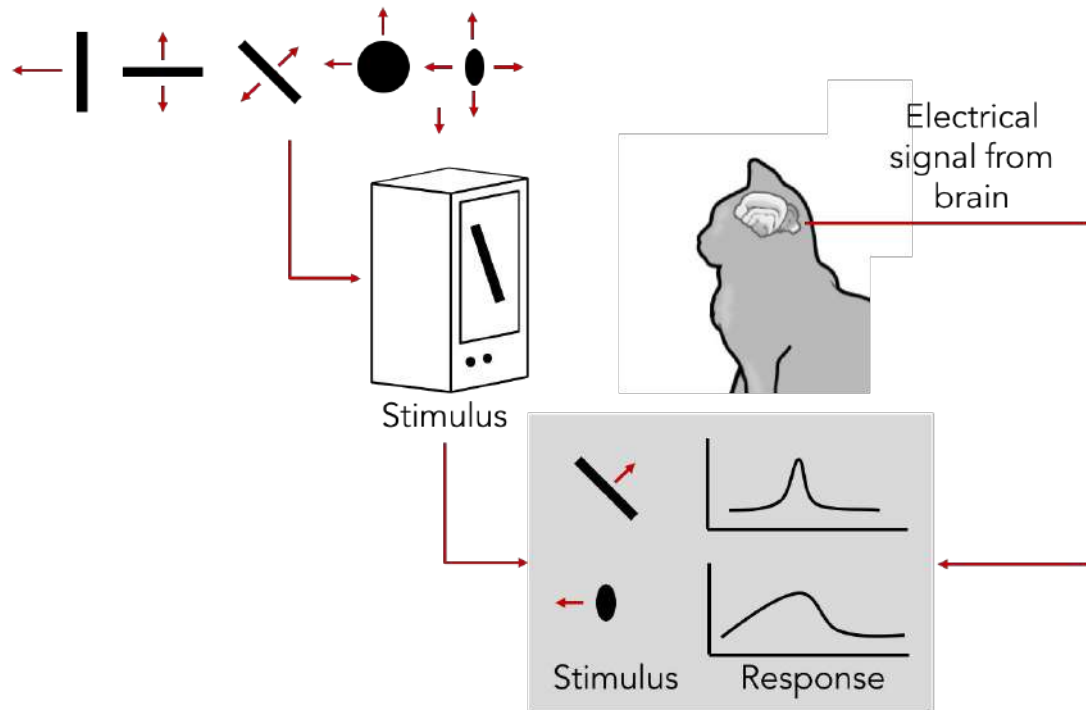 Electrical
signal from
brain
Stimulus
Stimulus
Response